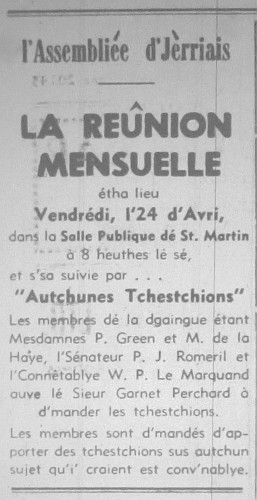 l'Assembliée d'Jèrriais
LA REÛNION
MENSUELLE
étha lieu
Vendrédi, l'24 d'Avri,
dans la Salle Publique dé St. Martin
à 8 heuthes lé sé,
et s'sa suivie par . . .
"Autchunes Tchestchions"
Les membres dé la dgaingue étant
Mesdamnes P. Green et M. de la
Haye, l'Sénateur P. J. Romeril et
l'Connétablye W. P. Le Marquand
auve lé Sieur Garnet Perchard à
d'mander les tchestchions.
Les membres sont d'mandés d'ap-
porter des tchestchions sus autchun
sujet qu'i' craient est conv'nablye.